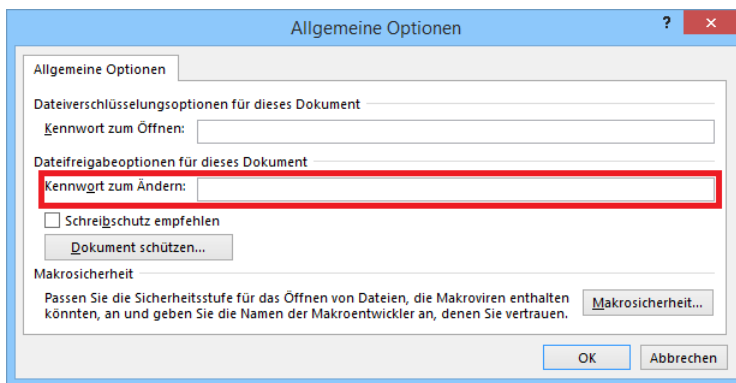 Allgemeine Optionen
? ×
Allgemeine Optionen
Dateiverschlüsselungsoptionen für dieses Dokument
Kennwort zum Öffnen:
Dateifreigabeoptionen für dieses Dokument
Kennwort zum Ändern:
Schreibschutz empfehlen
Dokument schützen...
Makrosicherheit
Passen Sie die Sicherheitsstufe für das Öffnen von Dateien, die Makroviren enthalten
könnten, an und geben Sie die Namen der Makroentwickler an, denen Sie vertrauen.
Makrosicherheit...
OK Abbrechen